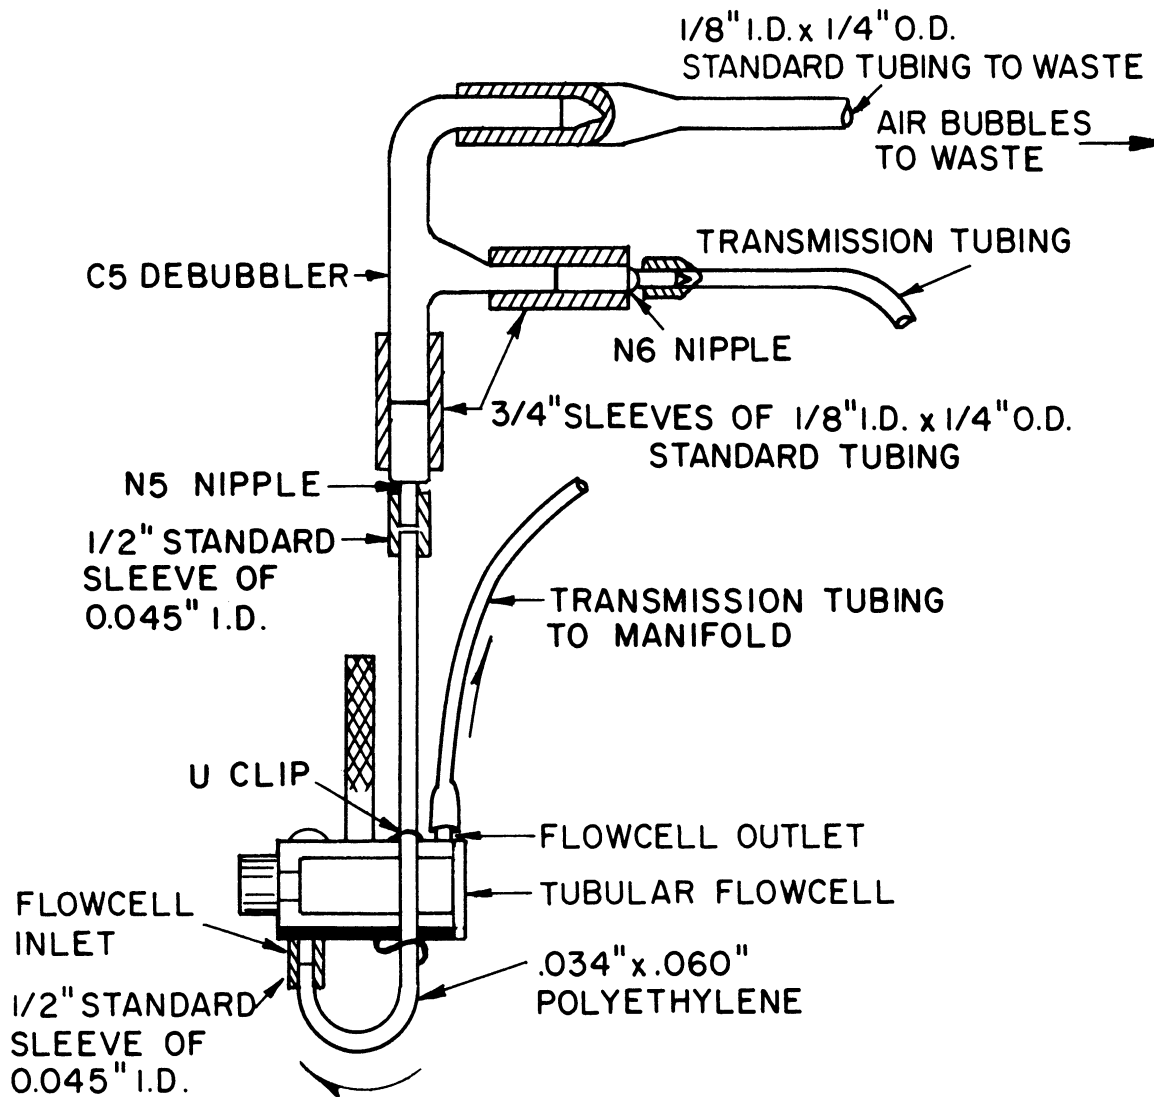 1/8" I.D. x 1/4" O.D.
STANDARD TUBING TO WASTE
AIR BUBBLES
TO WASTE
TRANSMISSION TUBING
C5 DEBUBBLER
N6 NIPPLE
3/4" SLEEVES OF 1/8" I.D. x 1/4" O.D.
STANDARD TUBING
N5 NIPPLE
1/2" STANDARD
SLEEVE OF
0.045" I.D.
TRANSMISSION TUBING
TO MANIFOLD
U CLIP
FLOWCELL OUTLET
TUBULAR FLOWCELL
FLOWCELL
INLET
.034" x .060"
POLYETHYLENE
1/2" STANDARD
SLEEVE OF
0.045" I.D.